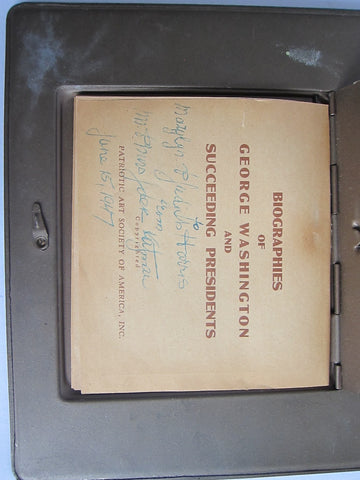 BIOGRAPHIES
OF
GEORGE WASHINGTON
AND
SUCCEEDING PRESIDENTS
to
Harris
from
Copyrighted
June 15, 1947
PATRIOTIC ART SOCIETY OF AMERICA, INC.